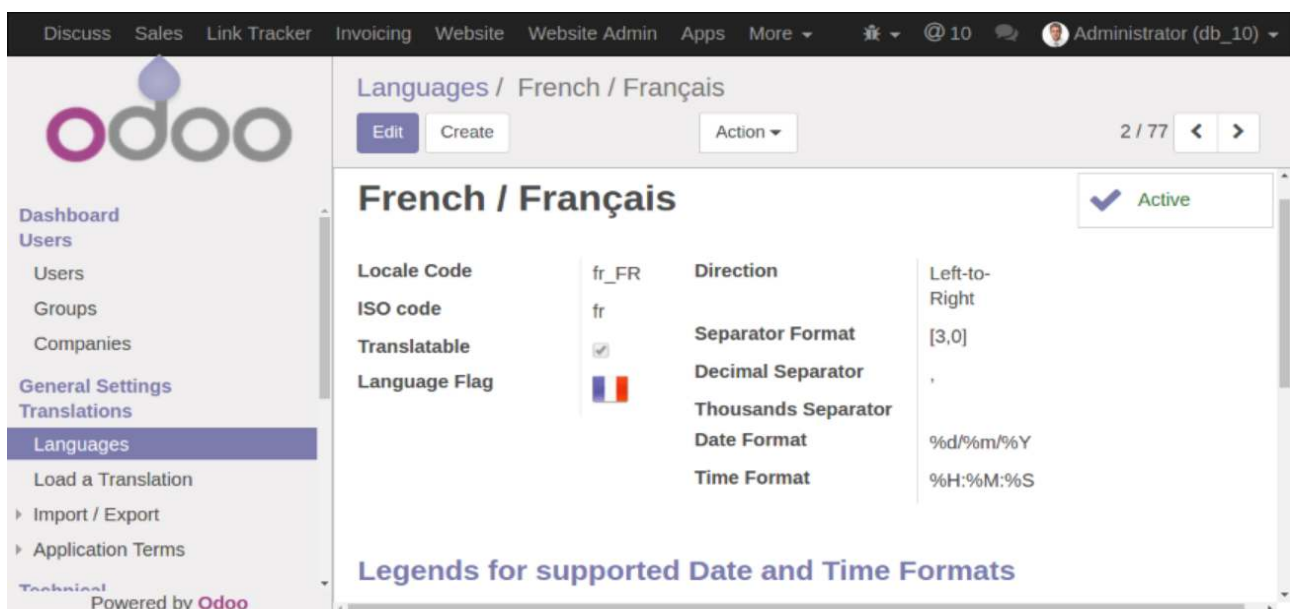 Discuss Sales Link Tracker Invoicing Website Website Admin Apps More @ 10 Administrator (db_10)
odoo
Languages / French / Français
Edit Create Action 2 / 77
French / Français
Active
Dashboard
Users
Users
Groups
Companies
General Settings
Translations
Languages
Load a Translation
Import / Export
Application Terms
Technical
Powered by Odoo
Locale Code fr_FR
ISO code fr
Translatable
Language Flag
Direction Left-to-
Right
Separator Format [3,0]
Decimal Separator ,
Thousands Separator
Date Format %d/%m/%Y
Time Format %H:%M:%S
Legends for supported Date and Time Formats